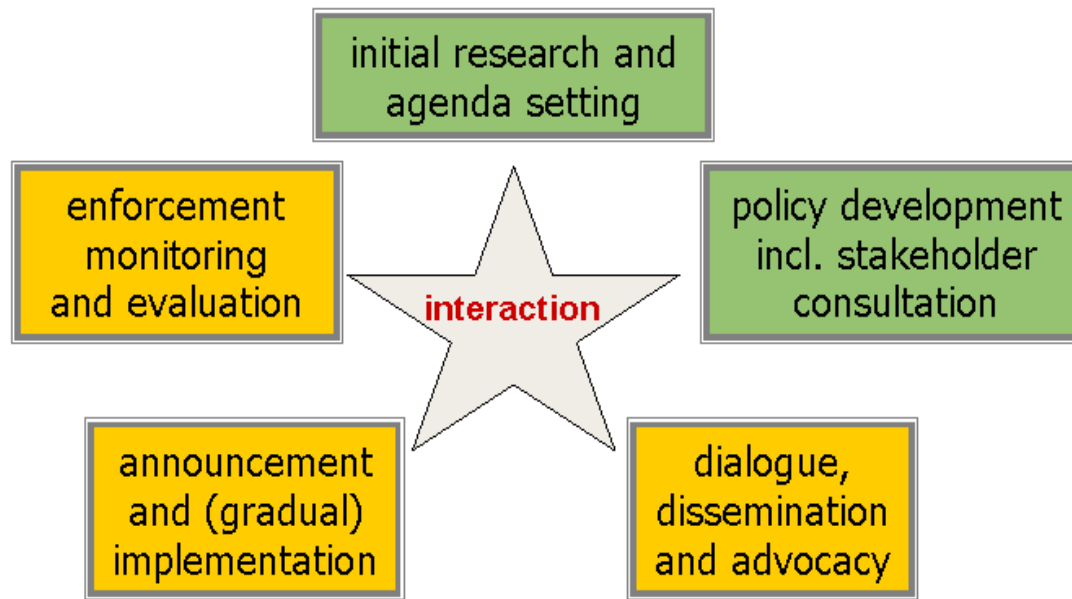 initial research and
agenda setting
enforcement
monitoring
and evaluation
interaction
policy development
incl. stakeholder
consultation
announcement
and (gradual)
implementation
dialogue,
dissemination
and advocacy